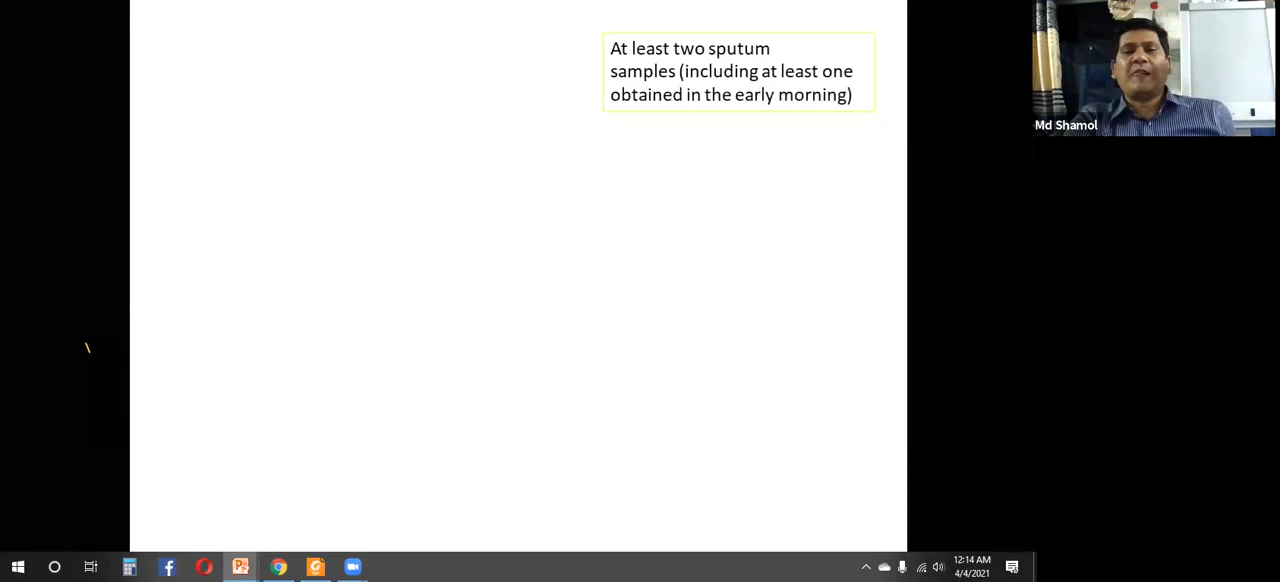 At least two sputum
samples (including at least one
obtained in the early morning)
Md Shamol
12:14 AM
4/4/2021